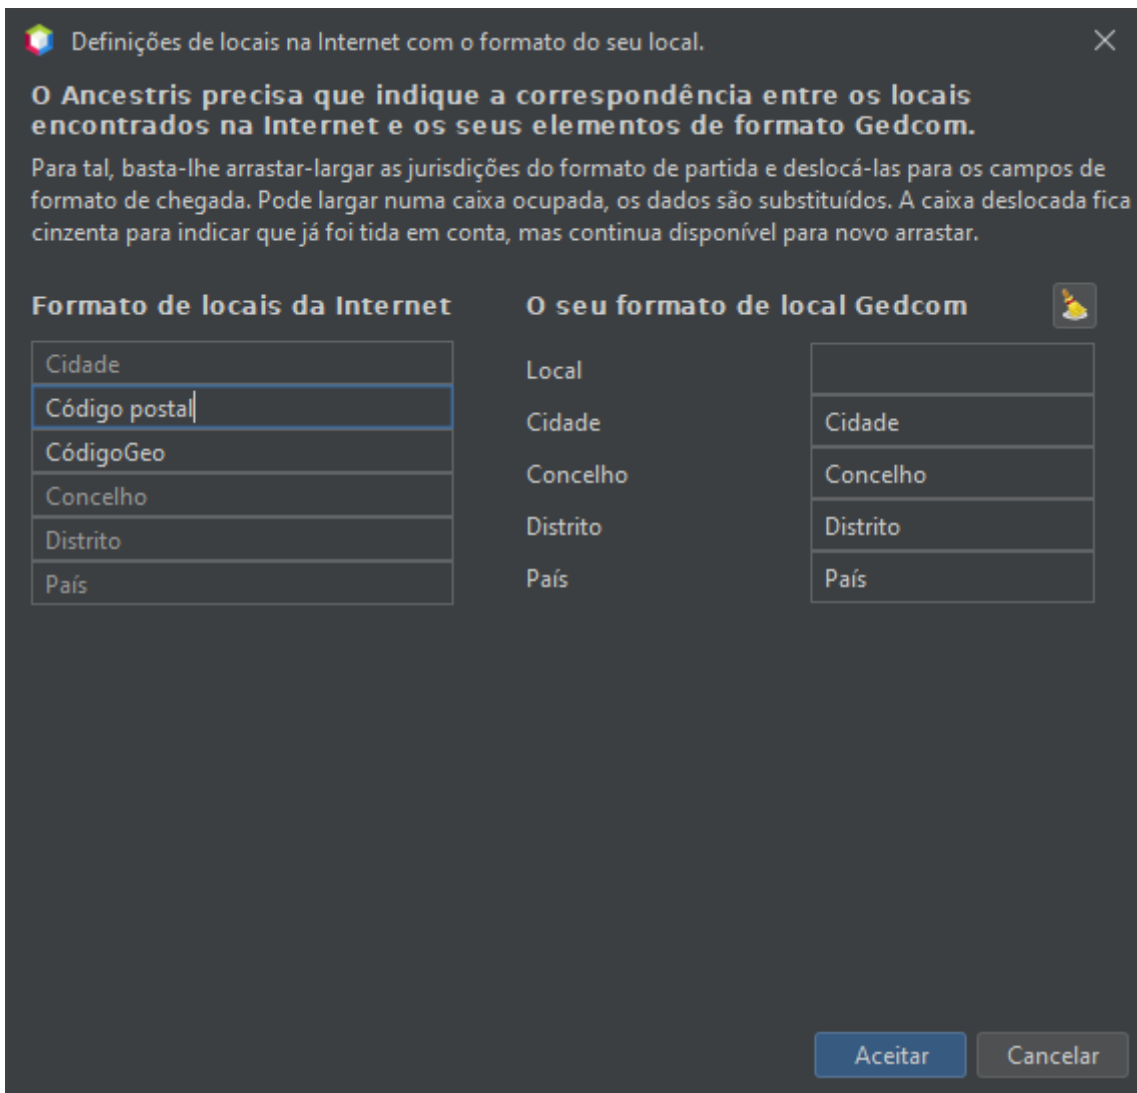 Definições de locais na Internet com o formato do seu local.
O Ancestris precisa que indique a correspondência entre os locais
encontrados na Internet e os seus elementos de formato Gedcom.
Para tal, basta-lhe arrastar-largar as jurisdições do formato de partida e deslocá-las para os campos de
formato de chegada. Pode largar numa caixa ocupada, os dados são substituídos. A caixa deslocada fica
cinzenta para indicar que já foi tida em conta, mas continua disponível para novo arrastar.
Formato de locais da Internet
Cidade
Código postal
CódigoGeo
Concelho
Distrito
País
O seu formato de local Gedcom
Local
Cidade Cidade
Concelho Concelho
Distrito Distrito
País País
Aceitar Cancelar